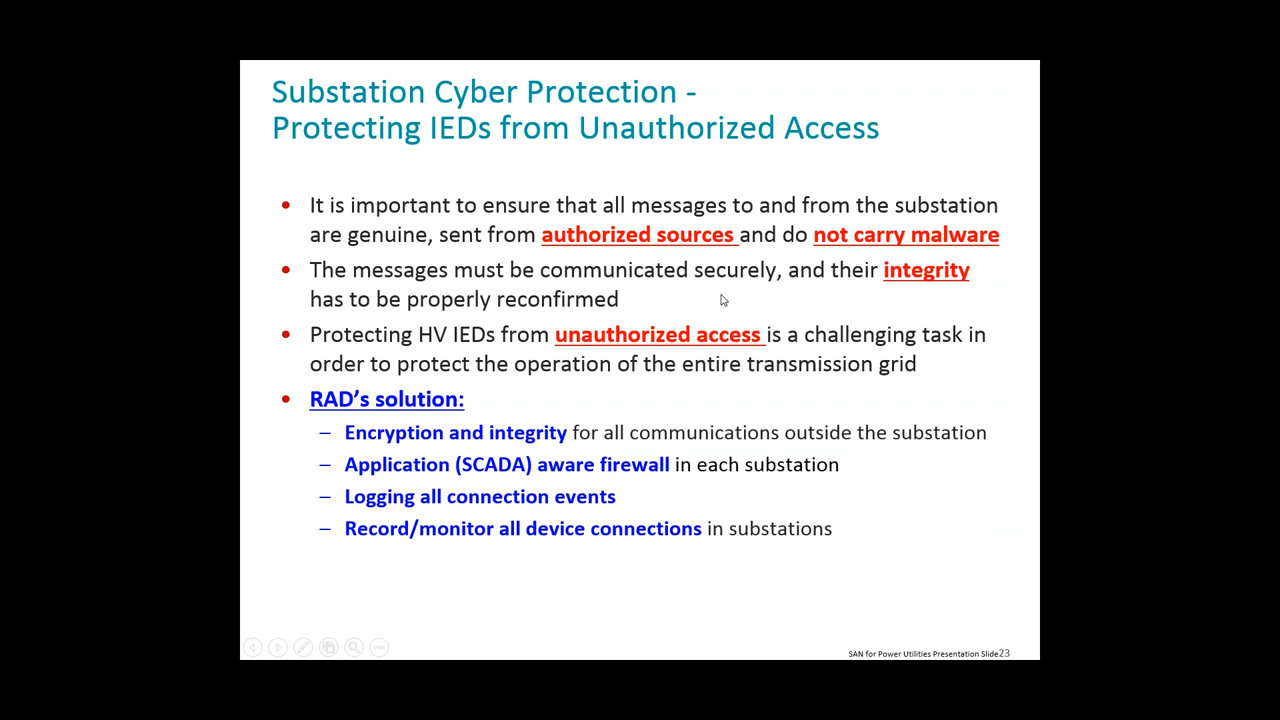 Substation Cyber Protection -
Protecting IEDs from Unauthorized Access
• It is important to ensure that all messages to and from the substation
are genuine, sent from authorized sources and do not carry malware
• The messages must be communicated securely, and their integrity
has to be properly reconfirmed
• Protecting HV IEDs from unauthorized access is a challenging task in
order to protect the operation of the entire transmission grid
• RAD's solution:
– Encryption and integrity for all communications outside the substation
– Application (SCADA) aware firewall in each substation
– Logging all connection events
– Record/monitor all device connections in substations
SAN for Power Utilities Presentation Slide23